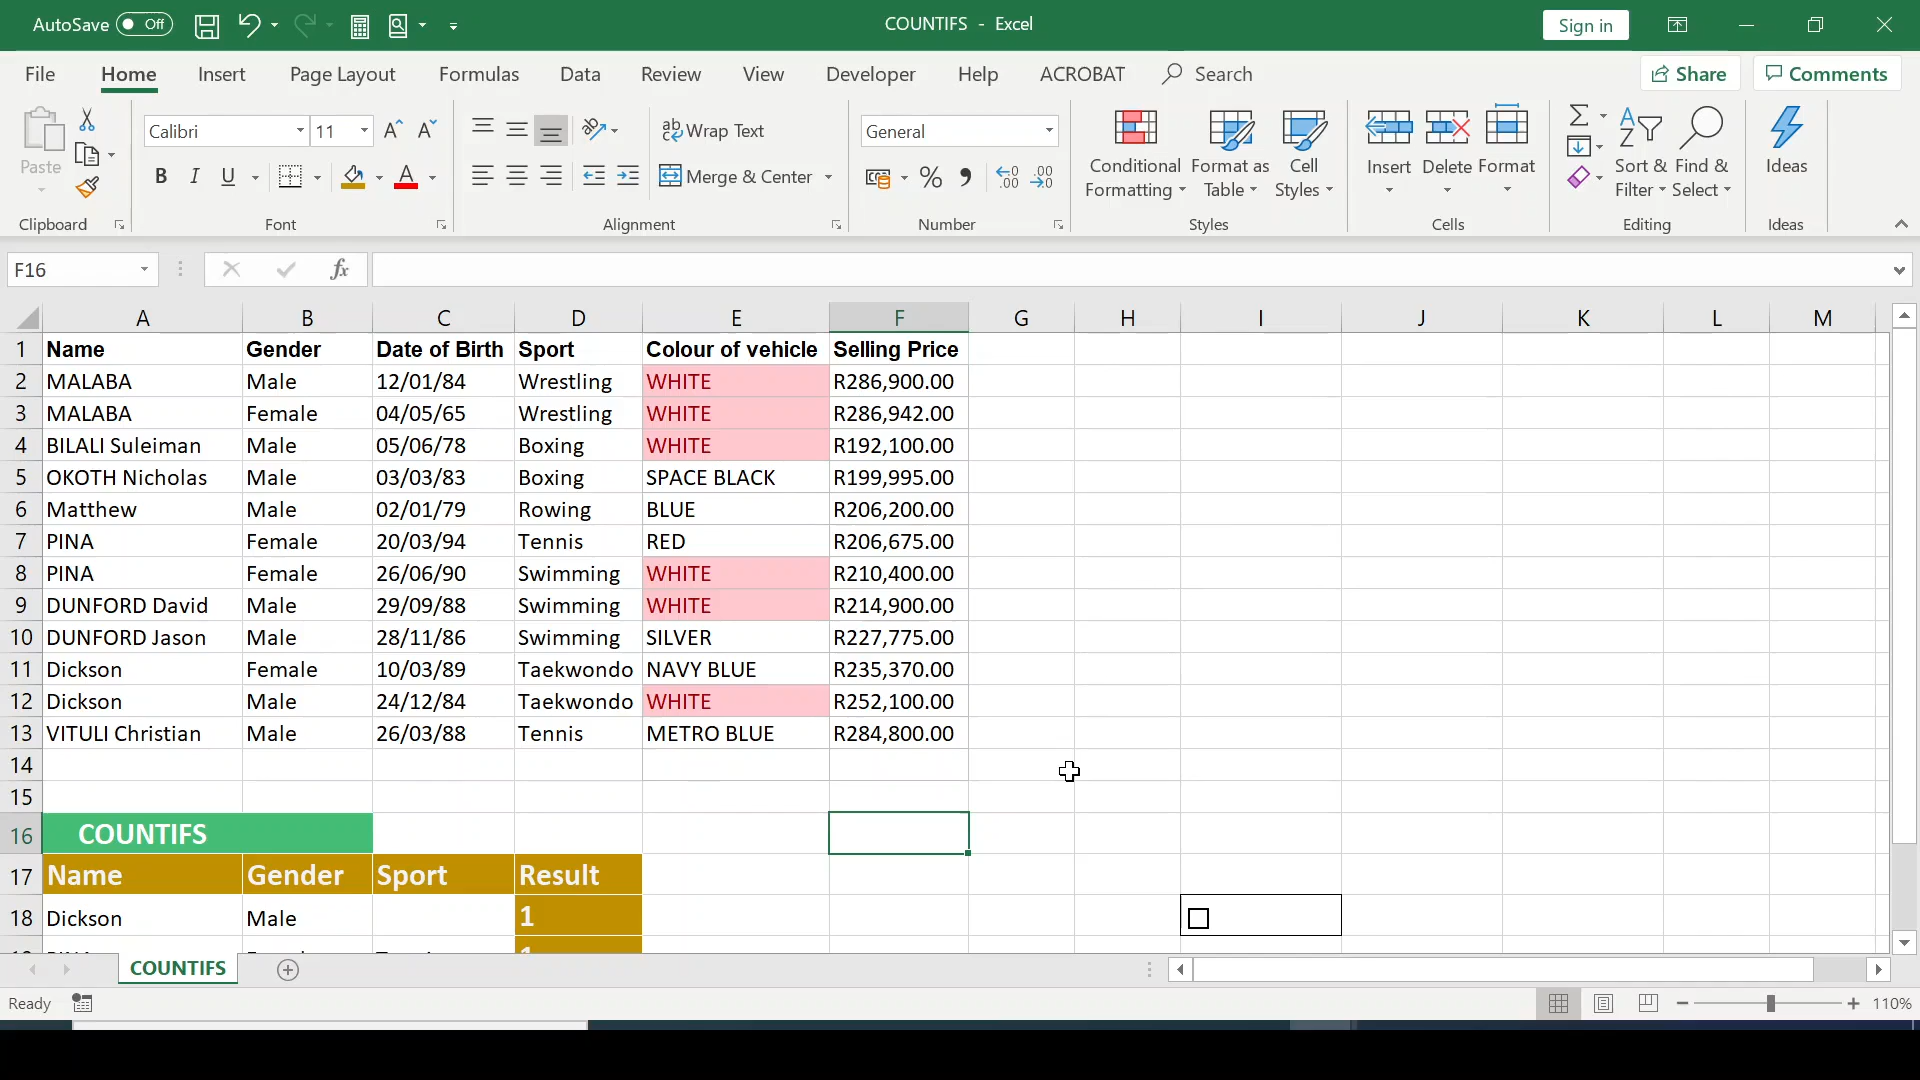 AutoSave Off COUNTIFS - Excel Sign in
File Home Insert Page Layout Formulas Data Review View Developer Help ACROBAT Search Share Comments
Paste Calibri 11 Wrap Text General Conditional Formatting Format as Table Cell Styles Insert Delete Format Sort & Filter Find & Select Ideas
B I U Merge & Center % 
Clipboard Font Alignment Number Styles Cells Editing Ideas
F16 fx
A B C D E F G H I J K L M
1 Name Gender Date of Birth Sport Colour of vehicle Selling Price
2 MALABA Male 12/01/84 Wrestling WHITE R286,900.00
3 MALABA Female 04/05/65 Wrestling WHITE R286,942.00
4 BILALI Suleiman Male 05/06/78 Boxing WHITE R192,100.00
5 OKOTH Nicholas Male 03/03/83 Boxing SPACE BLACK R199,995.00
6 Matthew Male 02/01/79 Rowing BLUE R206,200.00
7 PINA Female 20/03/94 Tennis RED R206,675.00
8 PINA Female 26/06/90 Swimming WHITE R210,400.00
9 DUNFORD David Male 29/09/88 Swimming WHITE R214,900.00
10 DUNFORD Jason Male 28/11/86 Swimming SILVER R227,775.00
11 Dickson Female 10/03/89 Taekwondo NAVY BLUE R235,370.00
12 Dickson Male 24/12/84 Taekwondo WHITE R252,100.00
13 VITULI Christian Male 26/03/88 Tennis METRO BLUE R284,800.00
14
15
16 COUNTIFS
17 Name Gender Sport Result
18 Dickson Male 1
COUNTIFS
Ready 110%